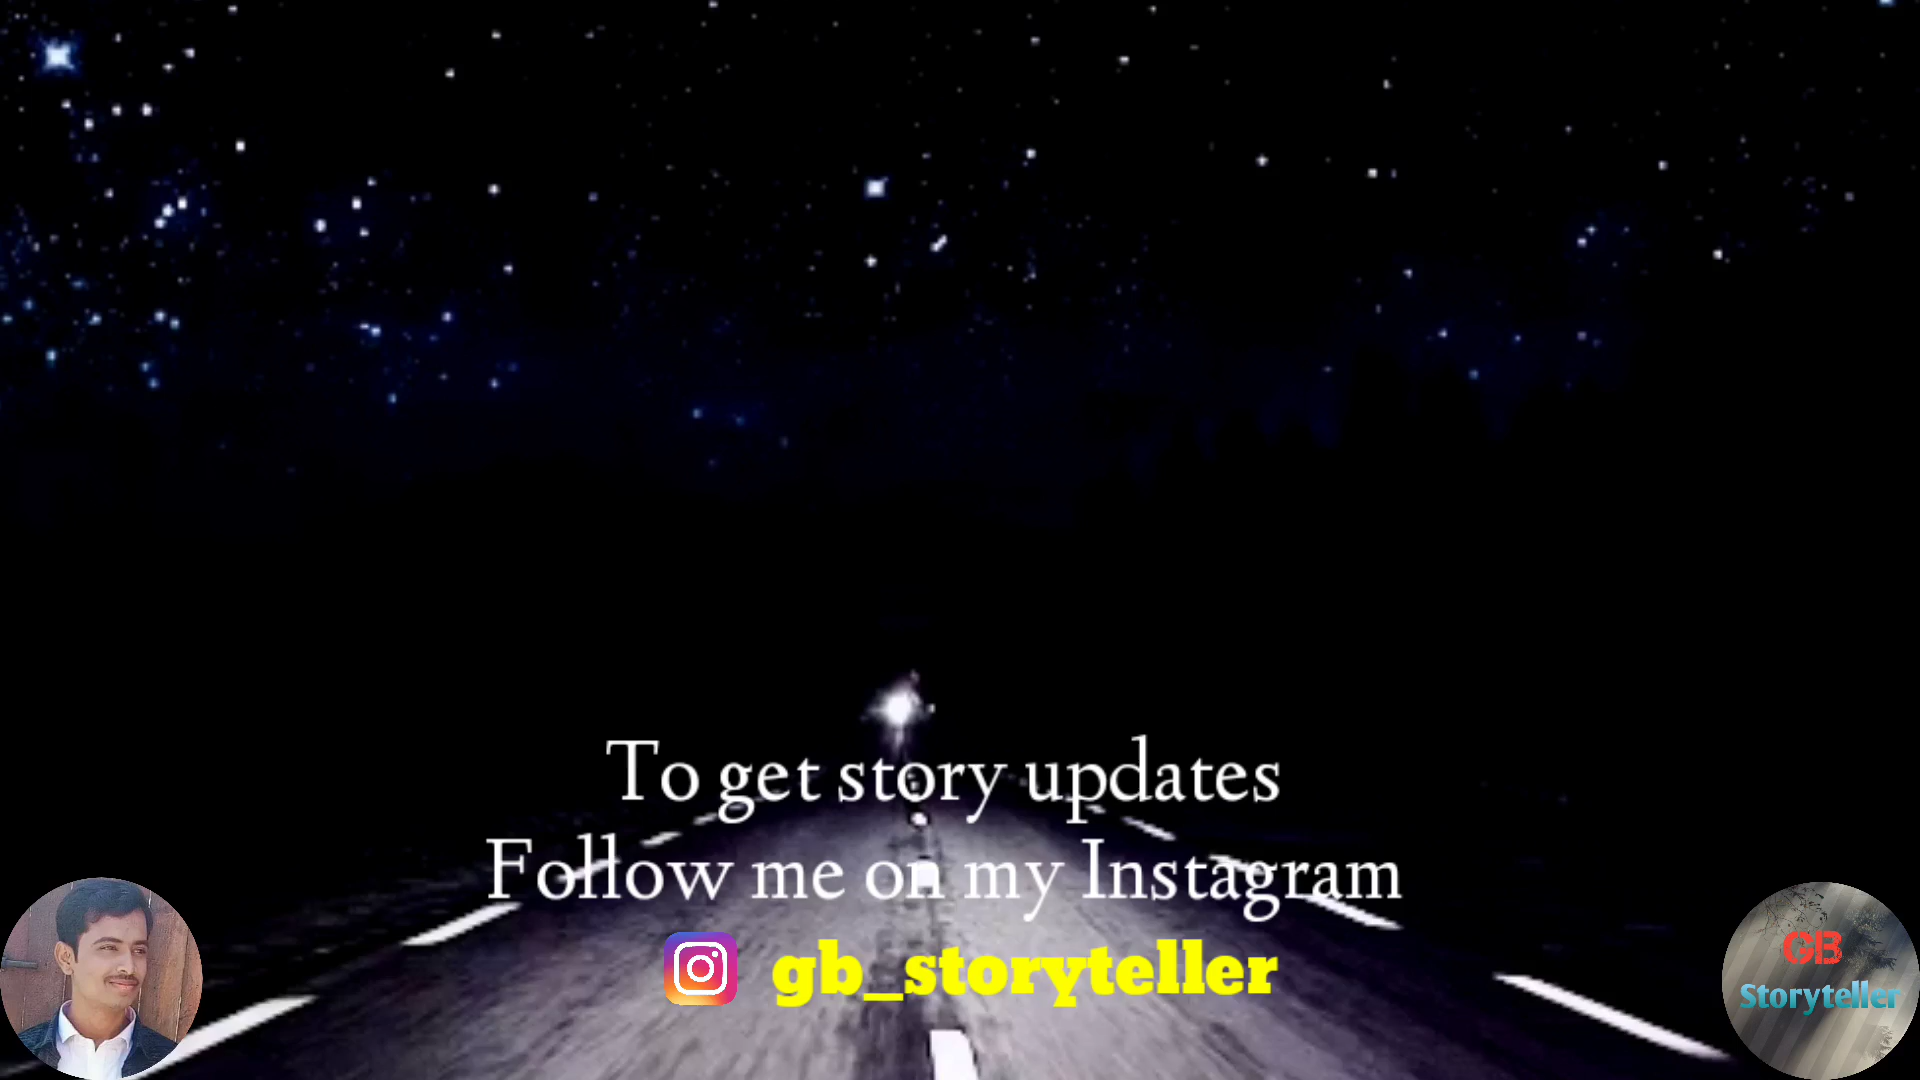 To get story updates
Follow me on my Instagram
gb_storyteller
GB
Storyteller